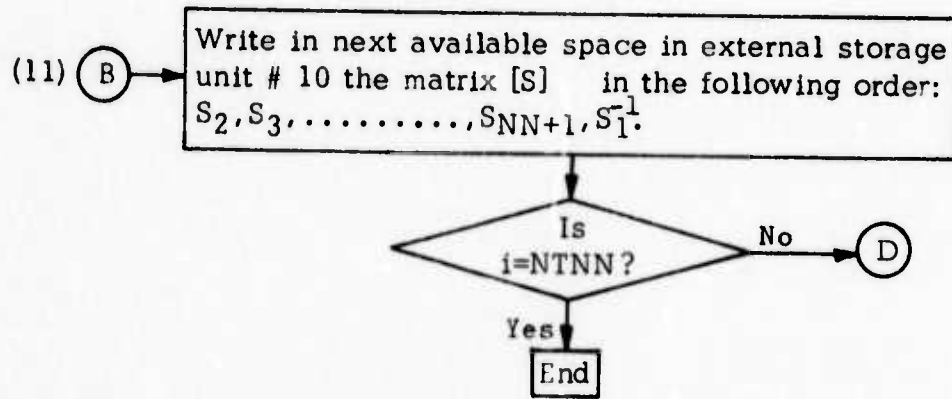 (11) B Write in next available space in external storage
unit # 10 the matrix [S] in the following order:
S₂,S₃,..........,S_NN+1,S₁⁻¹.
Is
i=NTNN?
No D
Yes
End